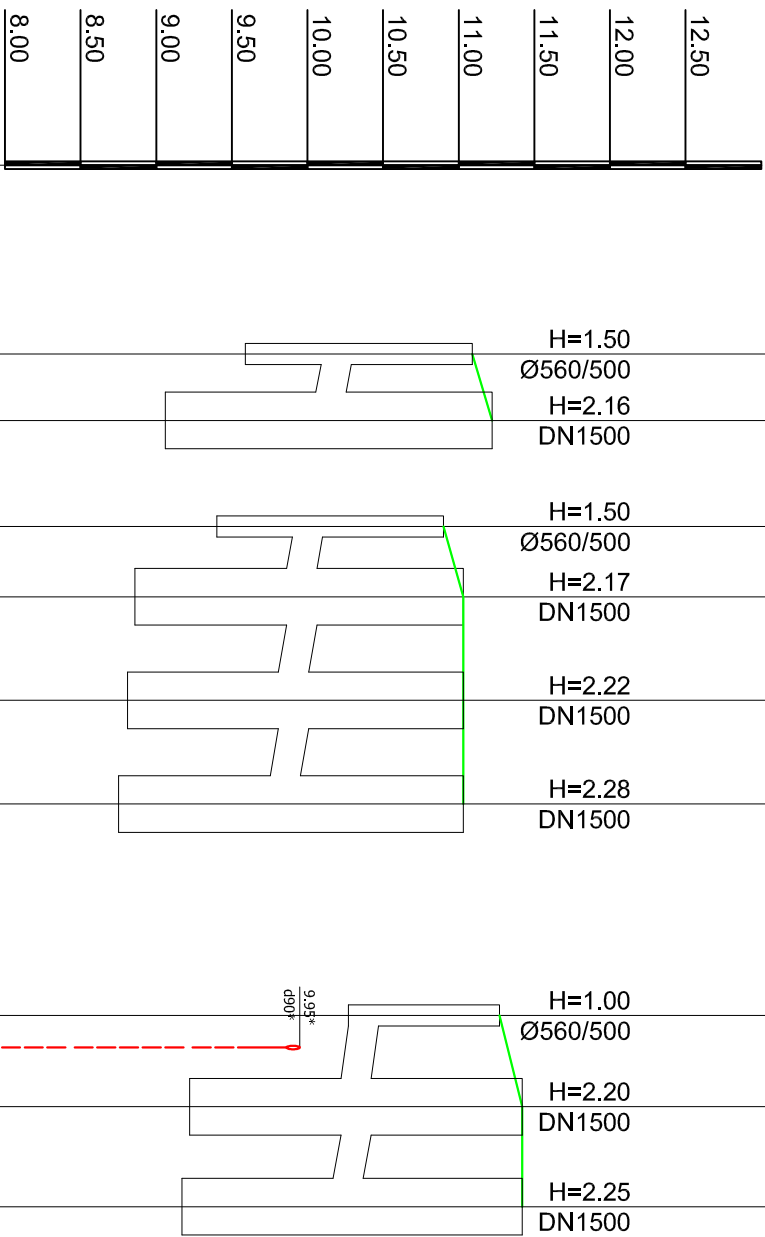 8.00
8.50
9.00
9.50
10.00
10.50
11.00
11.50
12.00
12.50
H=1.50
Ø560/500
H=2.16
DN1500
H=1.50
Ø560/500
H=2.17
DN1500
H=2.22
DN1500
H=2.28
DN1500
9.95*
d90*
H=1.00
Ø560/500
H=2.20
DN1500
H=2.25
DN1500